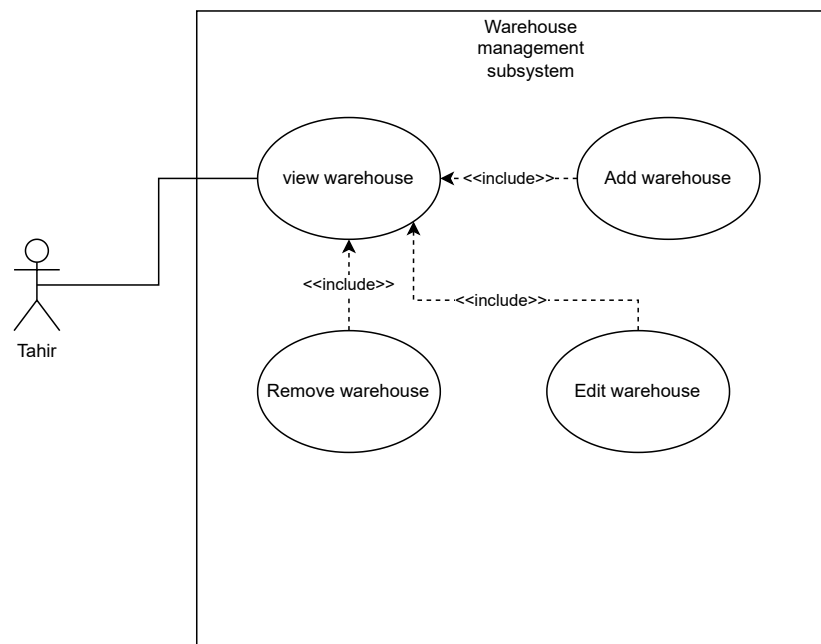 Warehouse
management
subsystem
view warehouse
<<include>>
Add warehouse
<<include>>
<<include>>
Tahir
Remove warehouse
Edit warehouse